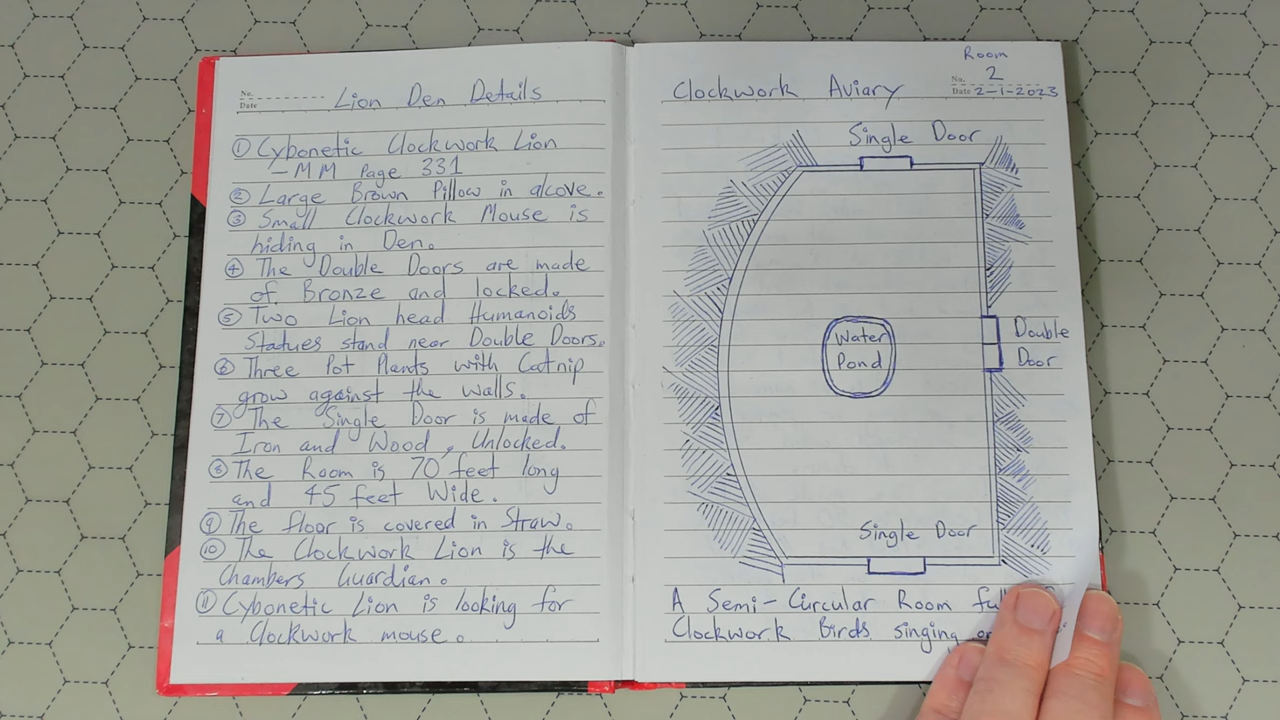 No.
Date
Lion Den Details
① Cybonetic Clockwork Lion
- MM Page 331
② Large Brown Pillow in alcove.
③ Small Clockwork Mouse is
hiding in Den.
④ The Double Doors are made
of Bronze and locked.
⑤ Two Lion head Humanoids
Statues stand near Double Doors.
⑥ Three Pot Plants with Catnip
grow against the walls.
⑦ The Single Door is made of
Iron and Wood, Unlocked.
⑧ The Room is 70 feet long
and 45 feet Wide.
⑨ The floor is covered in Straw.
⑩ The Clockwork Lion is the
Chambers Guardian.
⑪ Cybonetic Lion is looking for
a Clockwork mouse.
Room
No. 2
Clockwork Aviary
Date 2-1-2023
Single Door
Water
Pond
Double
Door
Single Door
A Semi-Circular Room
Clockwork Birds singing